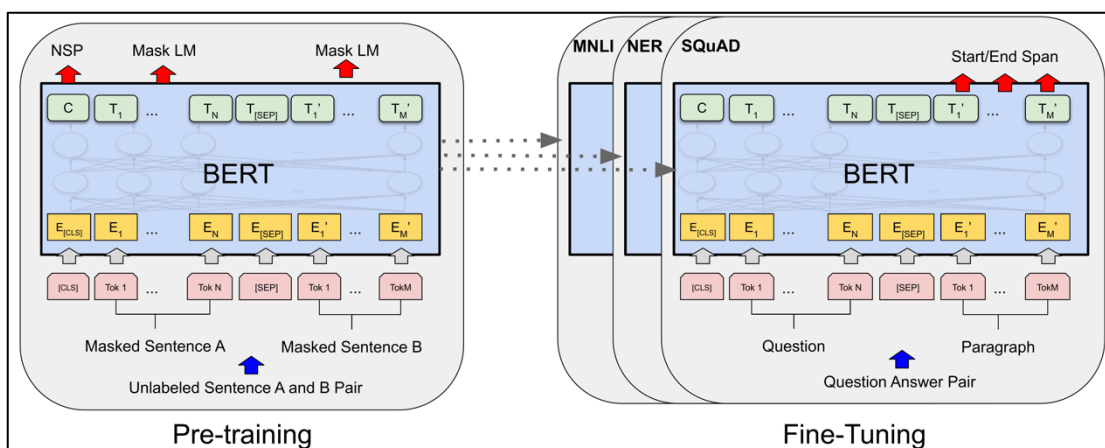 NSP Mask LM Mask LM
C T1 ... TN T[SEP] T1' ... TM'
...
BERT
...
E[CLS] E1 ... EN E[SEP] E1' ... EM'
[CLS] Tok 1 ... Tok N [SEP] Tok 1 ... TokM
Masked Sentence A Masked Sentence B
Unlabeled Sentence A and B Pair
Pre-training
MNLI NER SQuAD
Start/End Span
C T1 ... TN T[SEP] T1' ... TM'
...
BERT
...
E[CLS] E1 ... EN E[SEP] E1' ... EM'
[CLS] Tok 1 ... Tok N [SEP] Tok 1 ... TokM
Question Paragraph
Question Answer Pair
Fine-Tuning